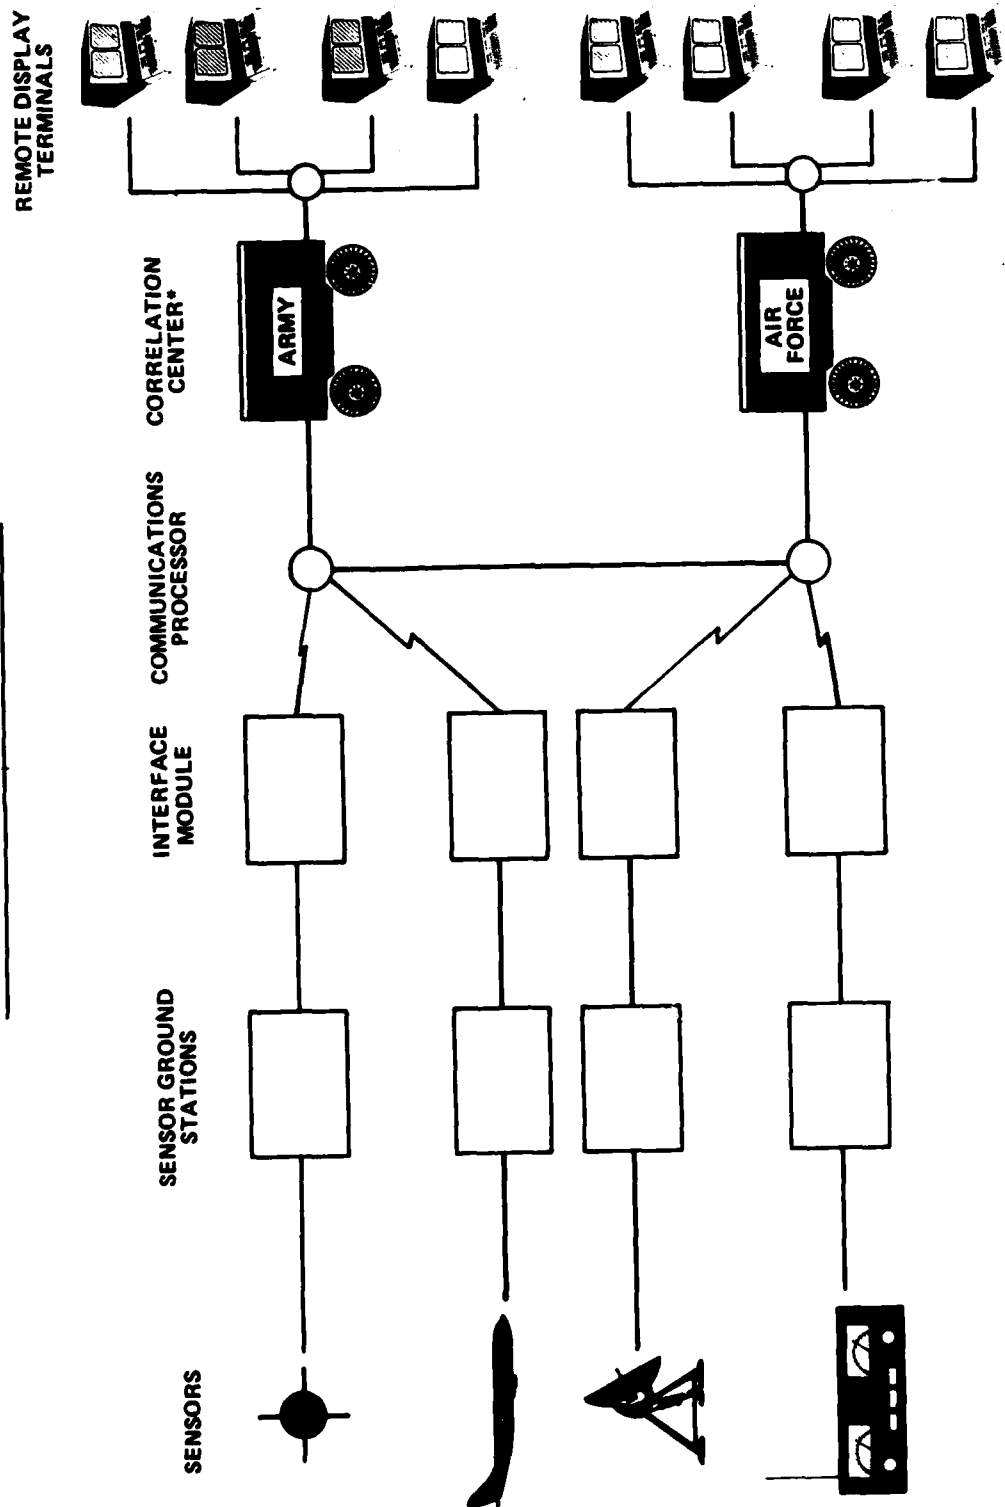 SENSORS
SENSOR GROUND
STATIONS
INTERFACE
MODULE
COMMUNICATIONS
PROCESSOR
CORRELATION
CENTER*
REMOTE DISPLAY
TERMINALS
ARMY
AIR
FORCE